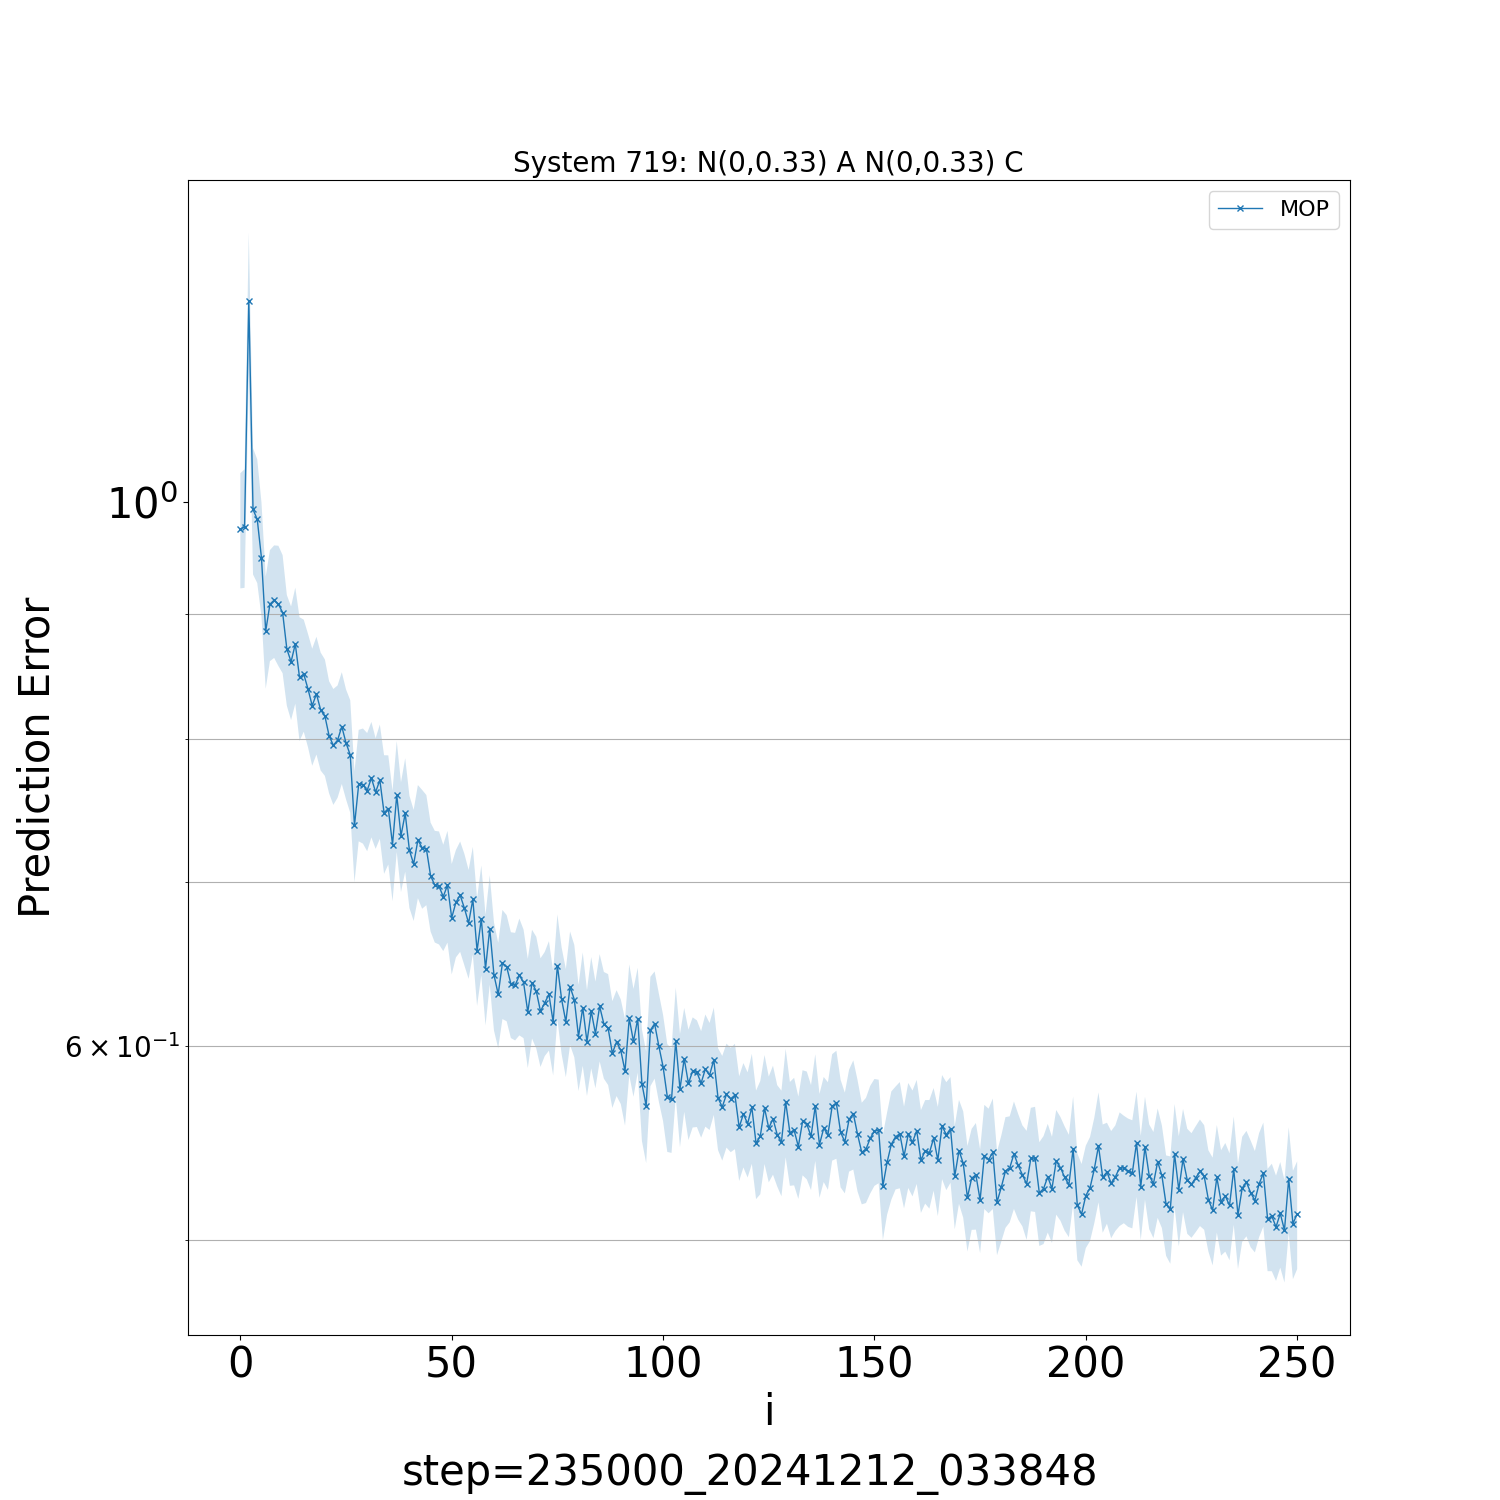 System 719: N(0,0.33) A N(0,0.33) C
MOP
10⁰
6 × 10⁻¹
Prediction Error
0 50 100 150 200 250
i
step=235000_20241212_033848